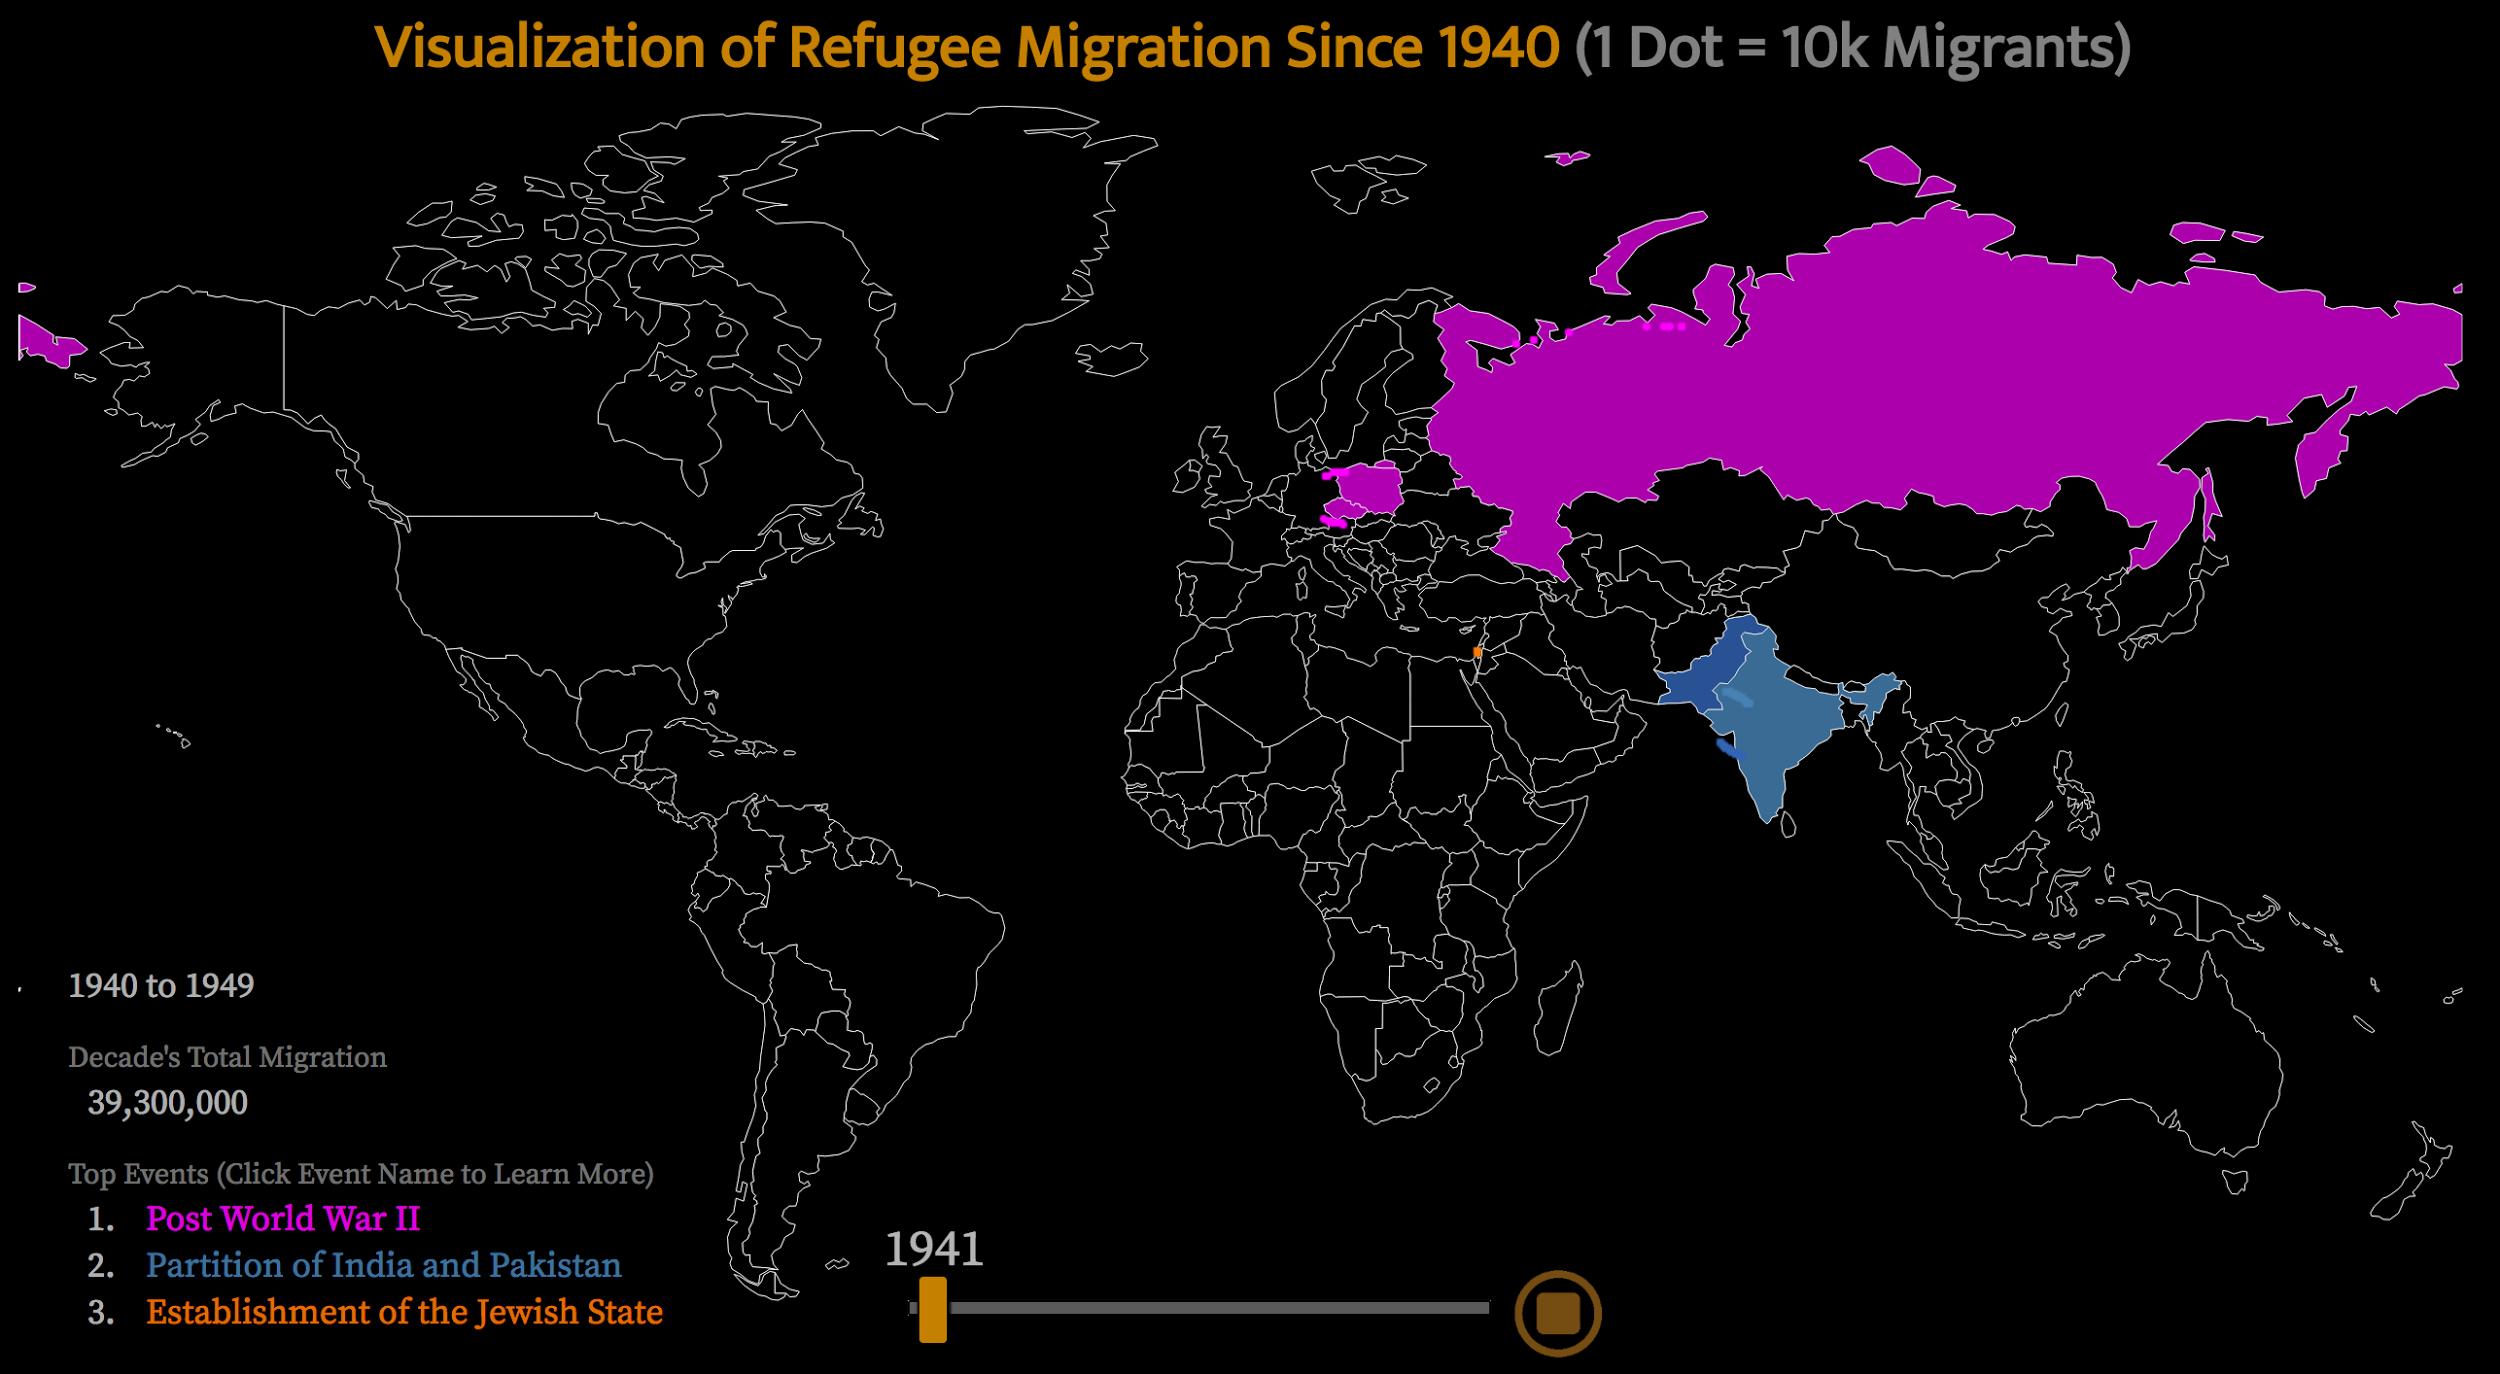 Visualization of Refugee Migration Since 1940 (1 Dot = 10k Migrants)
1940 to 1949
Decade's Total Migration
39,300,000
Top Events (Click Event Name to Learn More)
1. Post World War II
2. Partition of India and Pakistan
3. Establishment of the Jewish State
1941